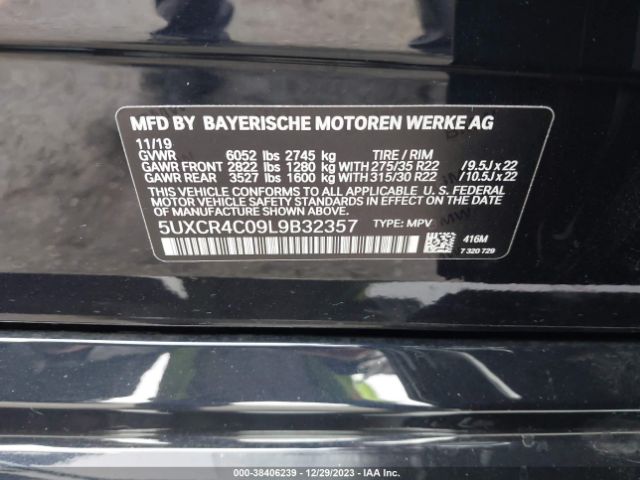 MFD BY BAYERISCHE MOTOREN WERKE AG
11/19
GVWR 6052 lbs 2745 kg TIRE / RIM
GAWR FRONT 2822 lbs 1280 kg WITH 275/35 R22 /9.5J x 22
GAWR REAR 3527 lbs 1600 kg WITH 315/30 R22 /10.5J x 22
THIS VEHICLE CONFORMS TO ALL APPLICABLE U. S. FEDERAL
MOTOR VEHICLE SAFETY STANDARDS IN EFFECT ON THE
DATE OF MANUFACTURE SHOWN ABOVE.
5UXCR4C09L9B32357 TYPE: MPV
416M
7 320 729
000-38406239 - 12/29/2023 - IAA Inc.